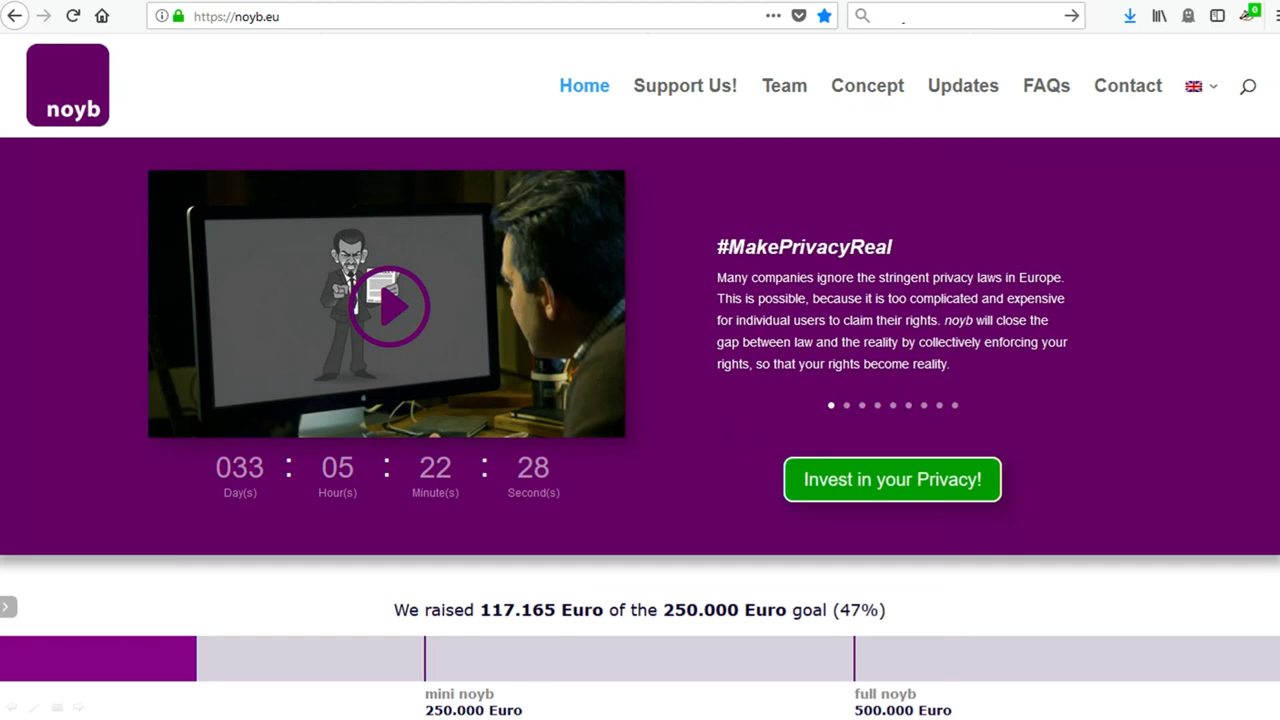 https://noyb.eu
0
noyb
Home Support Us! Team Concept Updates FAQs Contact
#MakePrivacyReal
Many companies ignore the stringent privacy laws in Europe.
This is possible, because it is too complicated and expensive
for individual users to claim their rights. noyb will close the
gap between law and the reality by collectively enforcing your
rights, so that your rights become reality.
033 : 05 : 22 : 28
Day(s) Hour(s) Minute(s) Second(s)
Invest in your Privacy!
We raised 117.165 Euro of the 250.000 Euro goal (47%)
mini noyb full noyb
250.000 Euro 500.000 Euro